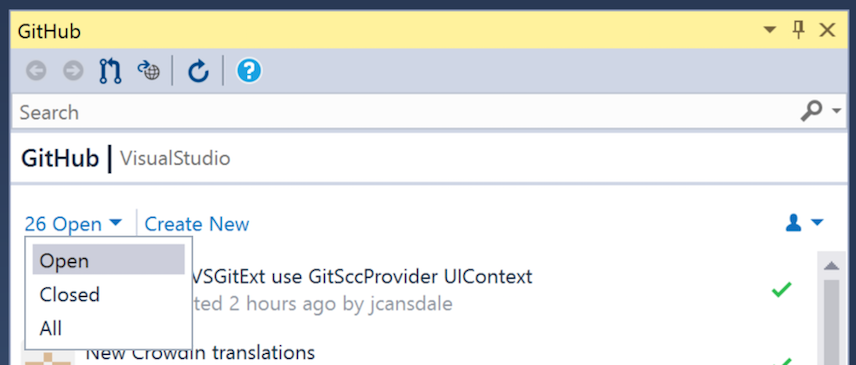 GitHub
Search
GitHub | VisualStudio
26 Open Create New
Open
VSGitExt use GitSccProvider UIContext
Closed
2 hours ago by jcansdale
All
New Crowdin translations